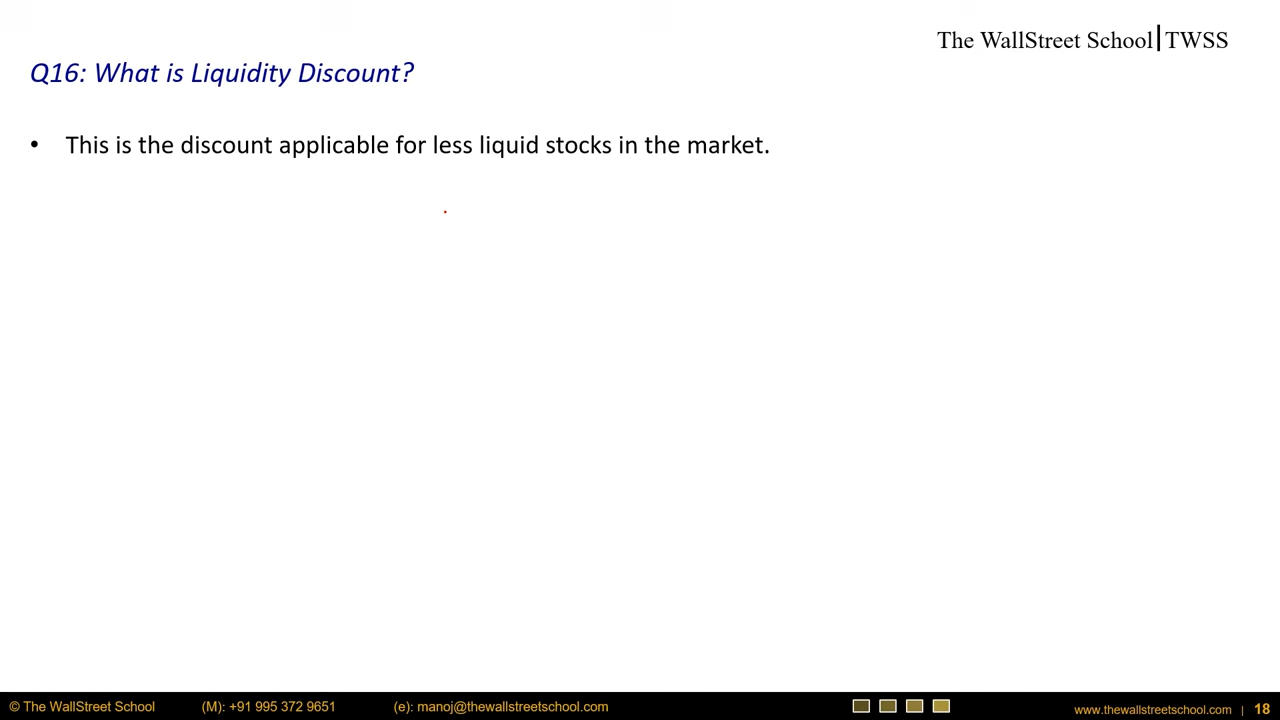 The WallStreet School|TWSS
Q16: What is Liquidity Discount?
• This is the discount applicable for less liquid stocks in the market.
© The WallStreet School (M): +91 995 372 9651 (e): manoj@thewallstreetschool.com www.thewallstreetschool.com | 18